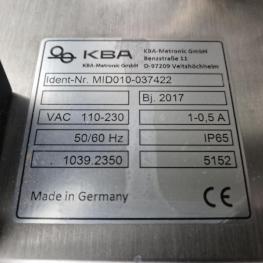 KBA
KBA-Metronic GmbH
KBA-Metronic GmbH
Benzstraße 11
D-97209 Veitshöchheim
Ident-Nr. MID010-037422
Bj. 2017
VAC 110-230 1-0,5 A
50/60 Hz IP65
1039.2350 5152
Made in Germany CE